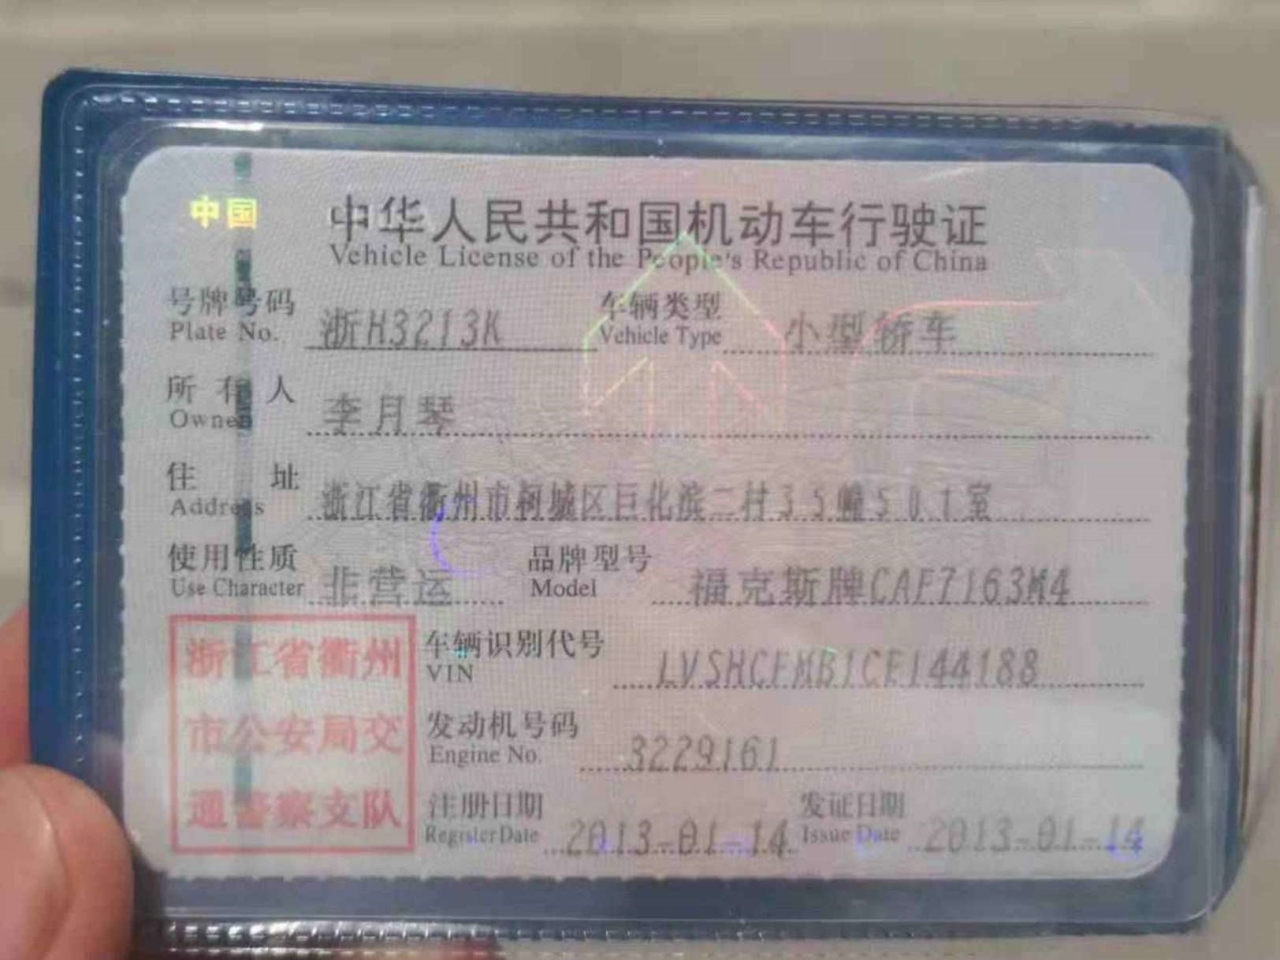 中国 中华人民共和国机动车行驶证
Vehicle License of the People's Republic of China
号牌号码 浙H3213K 车辆类型 小型轿车
Plate No. Vehicle Type
所有人 李月琴
Owner
住址 浙江省衢州市柯城区巨化滨二村35幢501室
Address
使用性质 非营运 品牌型号 福克斯牌CAF7163M4
Use Character Model
浙江省衢州
市公安局交
通警察支队
车辆识别代号 LVSHCFMB1CF144188
VIN
发动机号码 3229161
Engine No.
注册日期 2013-01-14 发证日期 2013-01-14
Register Date Issue Date